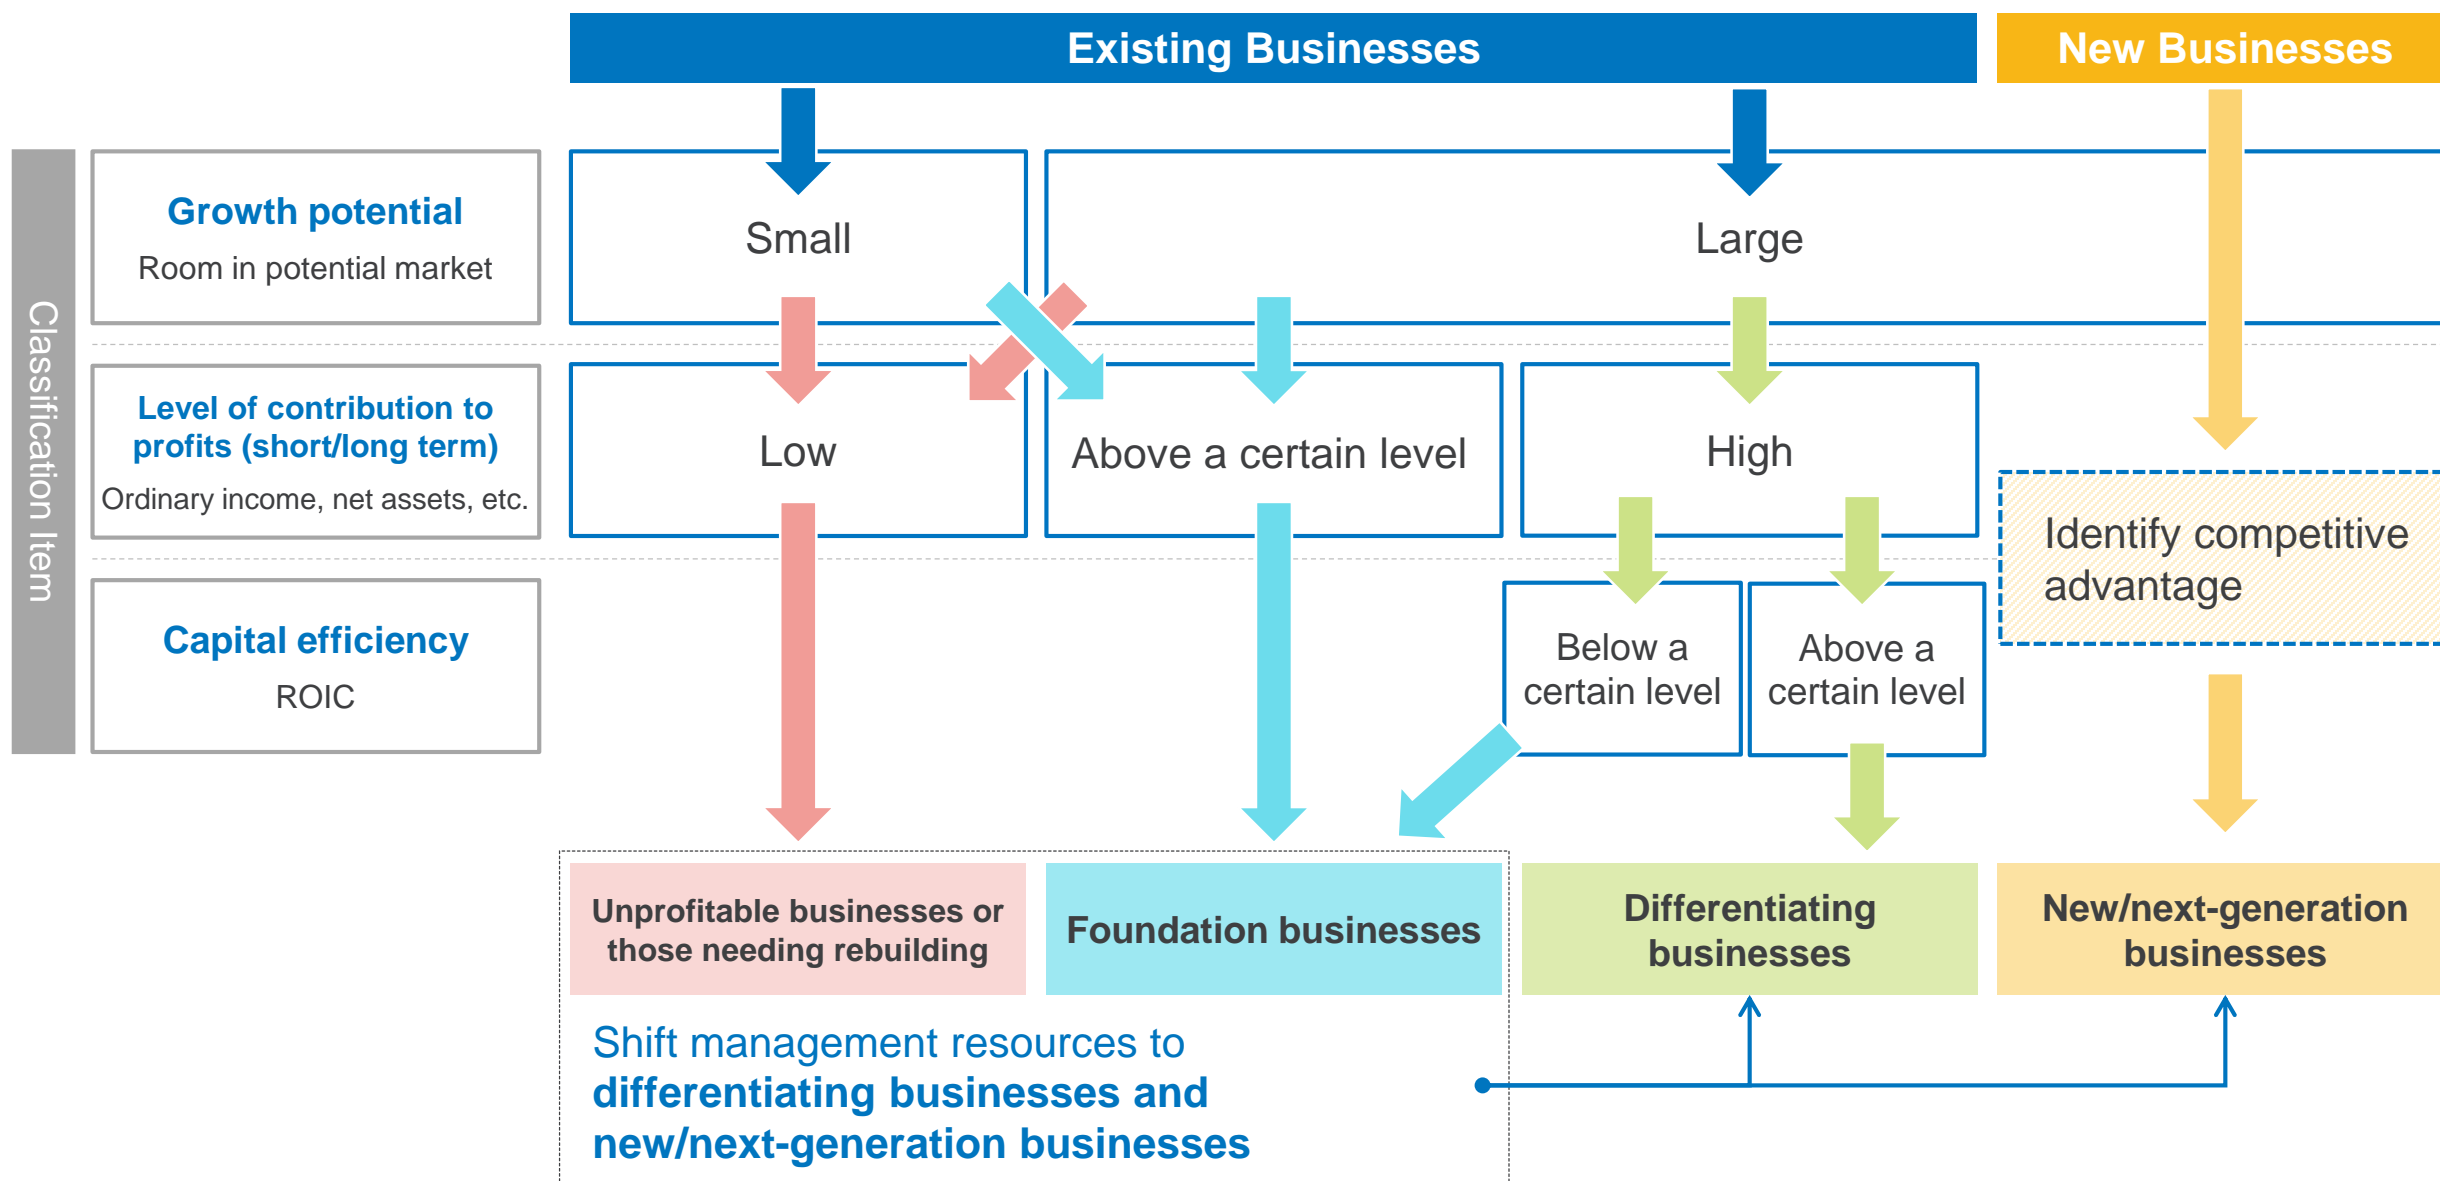 Existing Businesses
New Businesses
Classification Item
Growth potential
Room in potential market
Small
Large
Level of contribution to
profits (short/long term)
Ordinary income, net assets, etc.
Low
Above a certain level
High
Identify competitive
advantage
Capital efficiency
ROIC
Below a
certain level
Above a
certain level
Unprofitable businesses or
those needing rebuilding
Foundation businesses
Differentiating
businesses
New/next-generation
businesses
Shift management resources to
differentiating businesses and
new/next-generation businesses